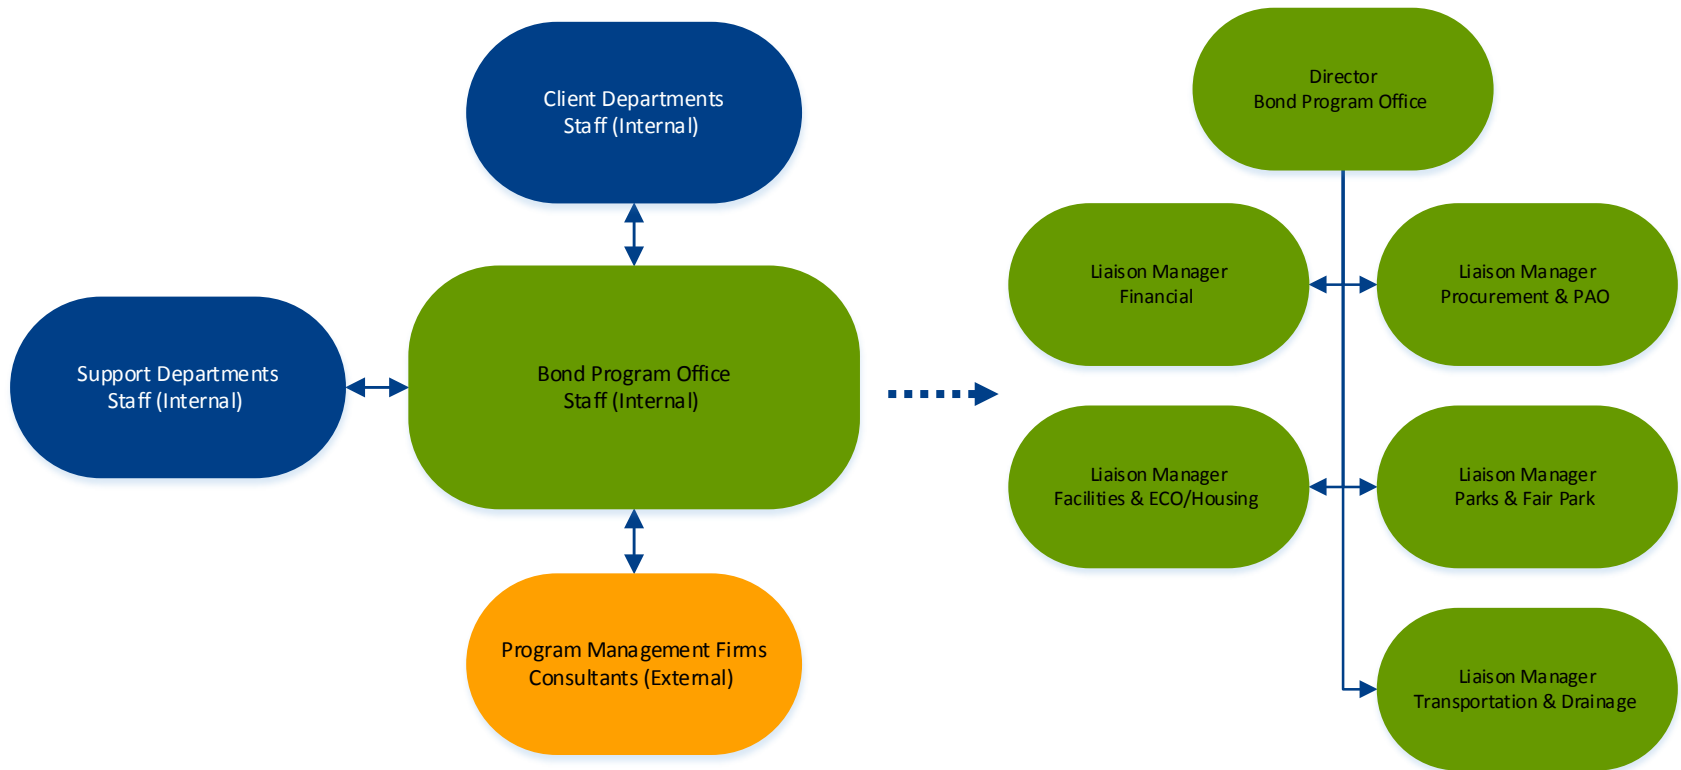 Client Departments
Staff (Internal)
Support Departments
Staff (Internal)
Bond Program Office
Staff (Internal)
Program Management Firms
Consultants (External)
Director
Bond Program Office
Liaison Manager
Financial
Liaison Manager
Procurement & PAO
Liaison Manager
Facilities & ECO/Housing
Liaison Manager
Parks & Fair Park
Liaison Manager
Transportation & Drainage